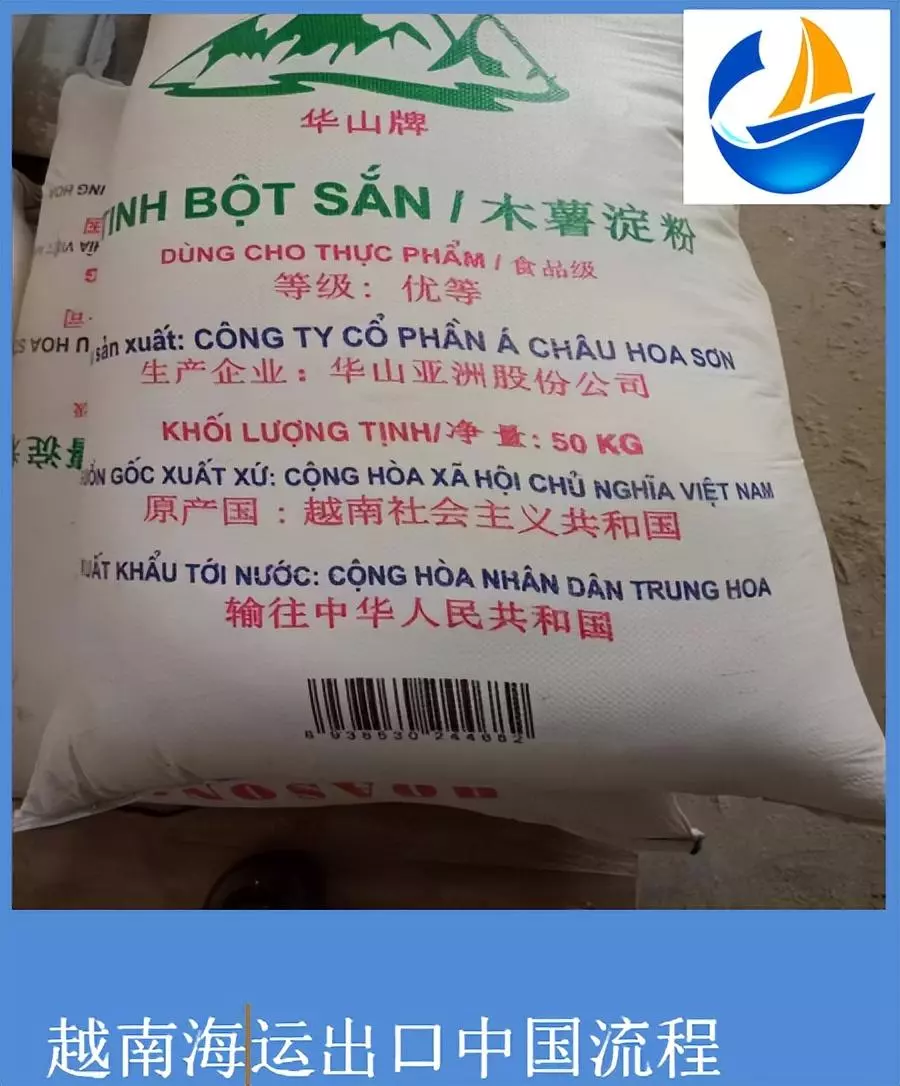 华山牌
TINH BỘT SẮN / 木薯淀粉
DÙNG CHO THỰC PHẨM / 食品级
等级：优等
sản xuất: CÔNG TY CỔ PHẦN Á CHÂU HOA SƠN
生产企业：华山亚洲股份公司
KHỐI LƯỢNG TỊNH/净 量: 50 KG
GỐC XUẤT XỨ: CỘNG HÒA XÃ HỘI CHỦ NGHĨA VIỆT NAM
原产国：越南社会主义共和国
KHẨU TỚI NƯỚC: CỘNG HÒA NHÂN DÂN TRUNG HOA
输往中华人民共和国
8 936530 244662
HOASON
越南海运出口中国流程